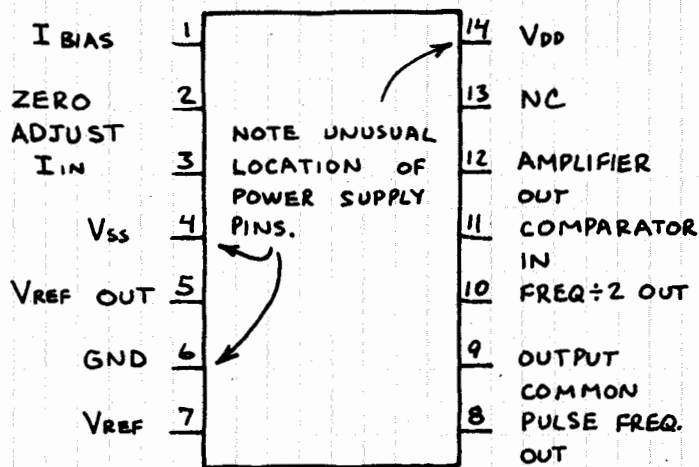 I BIAS 1
ZERO ADJUST 2
I IN 3
VSS 4
VREF OUT 5
GND 6
VREF 7
NOTE UNUSUAL
LOCATION OF
POWER SUPPLY
PINS.
14 VDD
13 NC
12 AMPLIFIER OUT
11 COMPARATOR IN
10 FREQ÷2 OUT
9 OUTPUT COMMON
8 PULSE FREQ. OUT